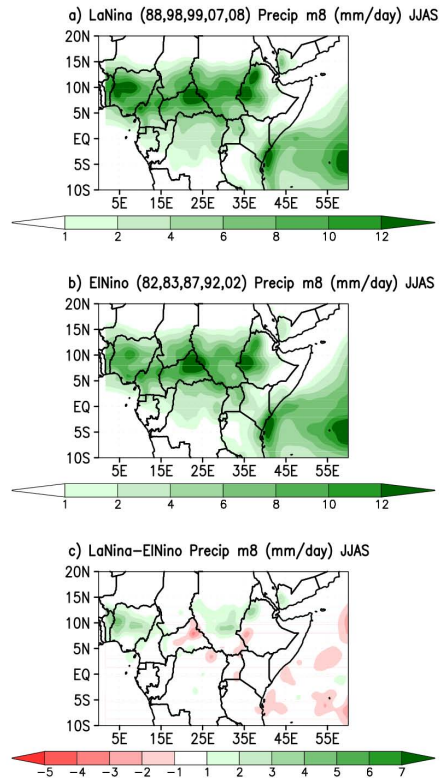 a) LaNina (88,98,99,07,08) Precip m8 (mm/day) JJAS
20N
15N
10N
5N
EQ
5S
10S
5E 15E 25E 35E 45E 55E
1 2 4 6 8 10 12
b) ElNino (82,83,87,92,02) Precip m8 (mm/day) JJAS
20N
15N
10N
5N
EQ
5S
10S
5E 15E 25E 35E 45E 55E
1 2 4 6 8 10 12
c) LaNina−ElNino Precip m8 (mm/day) JJAS
20N
15N
10N
5N
EQ
5S
10S
5E 15E 25E 35E 45E 55E
−5 −4 −3 −2 −1 1 2 3 4 5 6 7